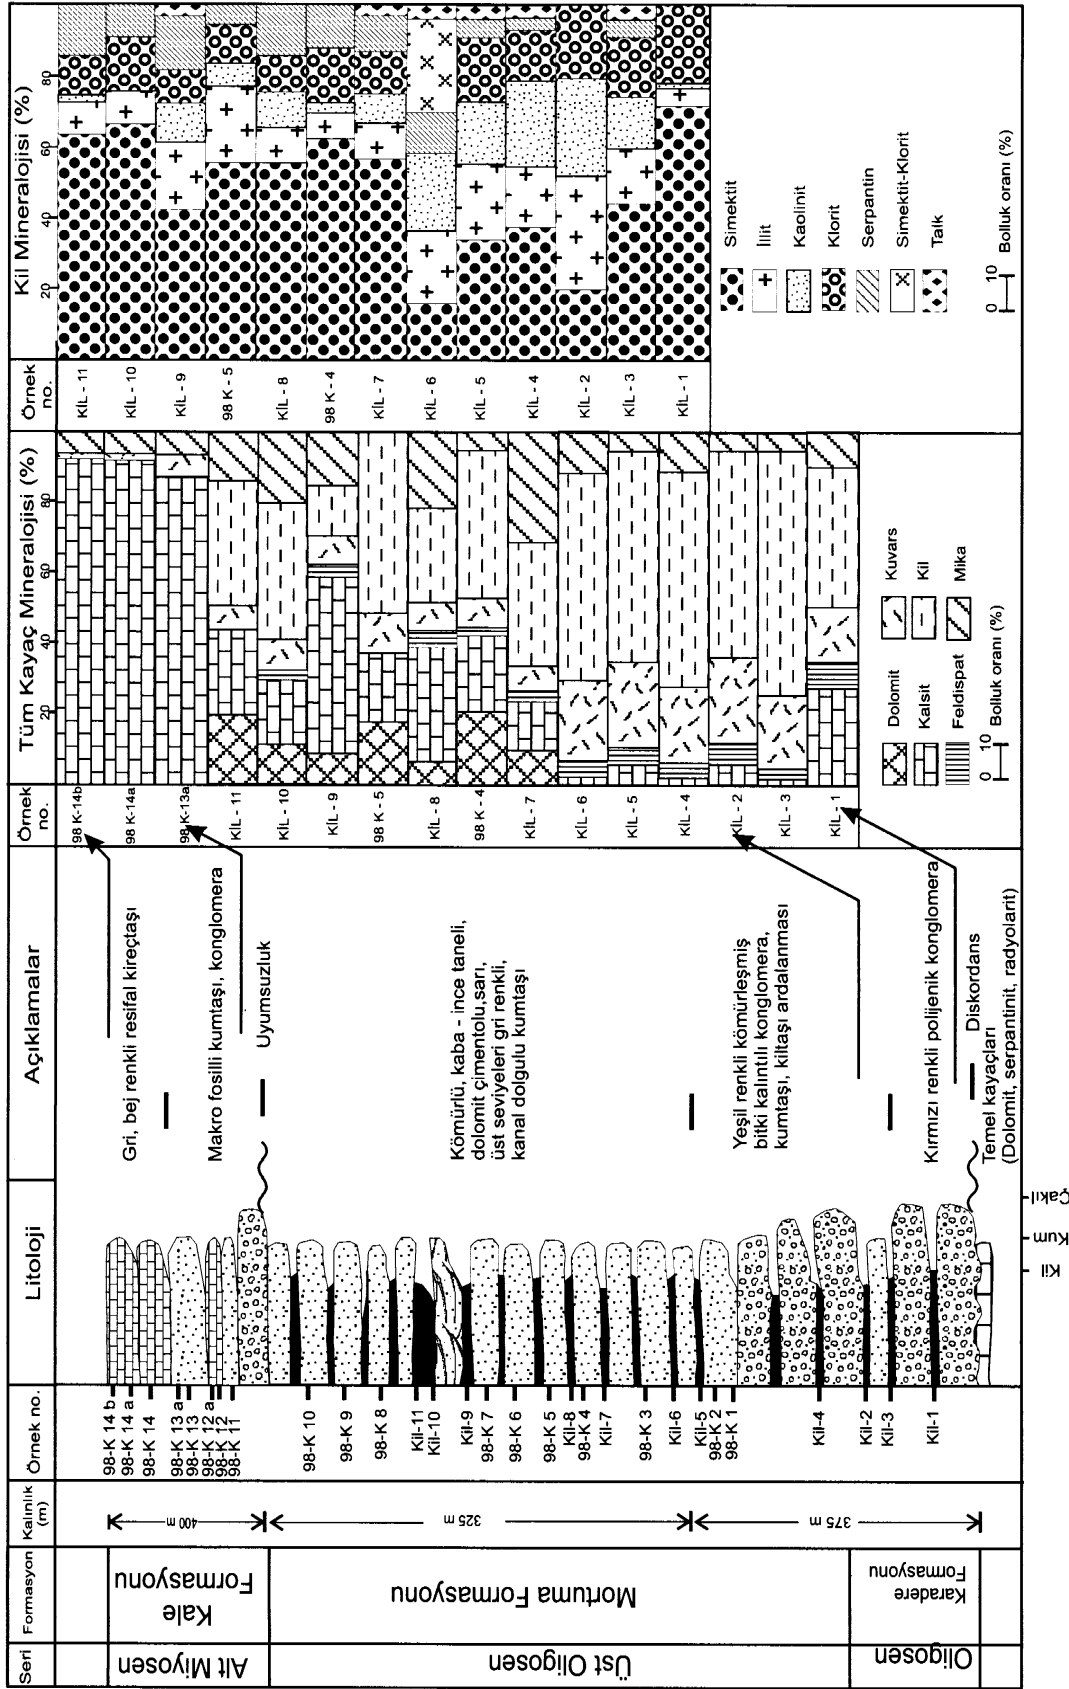 Seri
Formasyon
Kalınlık (m)
Örnek no.
Litoloji
Açıklamalar
Örnek no.
Tüm Kayaç Mineralojisi (%)
Örnek no.
Kil Mineralojisi (%)
Alt Miyosen
Üst Oligosen
Oligosen
Kale Formasyonu
Mortuma Formasyonu
Karadere Formasyonu
400 m
325 m
375 m
98-K 14 b
98-K 14 a
98-K 14
98-K 13 a
98-K 13
98-K 12 a
98-K 12
98-K 11
98-K 10
98-K 9
98-K 8
Kil-11
Kil-10
Kil-9
98-K 7
98-K 6
98-K 5
Kil-8
98-K 4
Kil-7
98-K 3
Kil-6
Kil-5
98-K 2
98-K 1
Kil-4
Kil-2
Kil-3
Kil-1
Kil
Kum
Çakıl
Gri, bej renkli resifal kireçtaşı
Makro fosilli kumtaşı, konglomera
Uyumsuzluk
Kömürlü, kaba - ince taneli,
dolomit çimentolu,sarı,
üst seviyeleri gri renkli,
kanal dolgulu kumtaşı
Yeşil renkli kömürleşmiş
bitki kalıntılı konglomera,
kumtaşı, kiltaşı ardalanması
Kırmızı renkli polijenik konglomera
Diskordans
Temel kayaçları
(Dolomit, serpantinit, radyolarit)
98 K-14b
98 K-14a
98 K-13a
KİL - 11
KİL - 10
KİL - 9
98 K - 5
KİL - 8
98 K - 4
KİL - 7
KİL - 6
KİL - 5
KİL - 4
KİL - 2
KİL - 3
KİL - 1
20
40
60
80
Dolomit
Kalsit
Feldispat
Kuvars
Kil
Mika
0 10
Bolluk oranı (%)
KİL - 11
KİL - 10
KİL - 9
98 K - 5
KİL - 8
98 K - 4
KİL - 7
KİL - 6
KİL - 5
KİL - 4
KİL - 2
KİL - 3
KİL - 1
20
40
60
80
Simektit
İllit
Kaolinit
Klorit
Serpantin
Simektit-Klorit
Talk
0 10
Bolluk oranı (%)